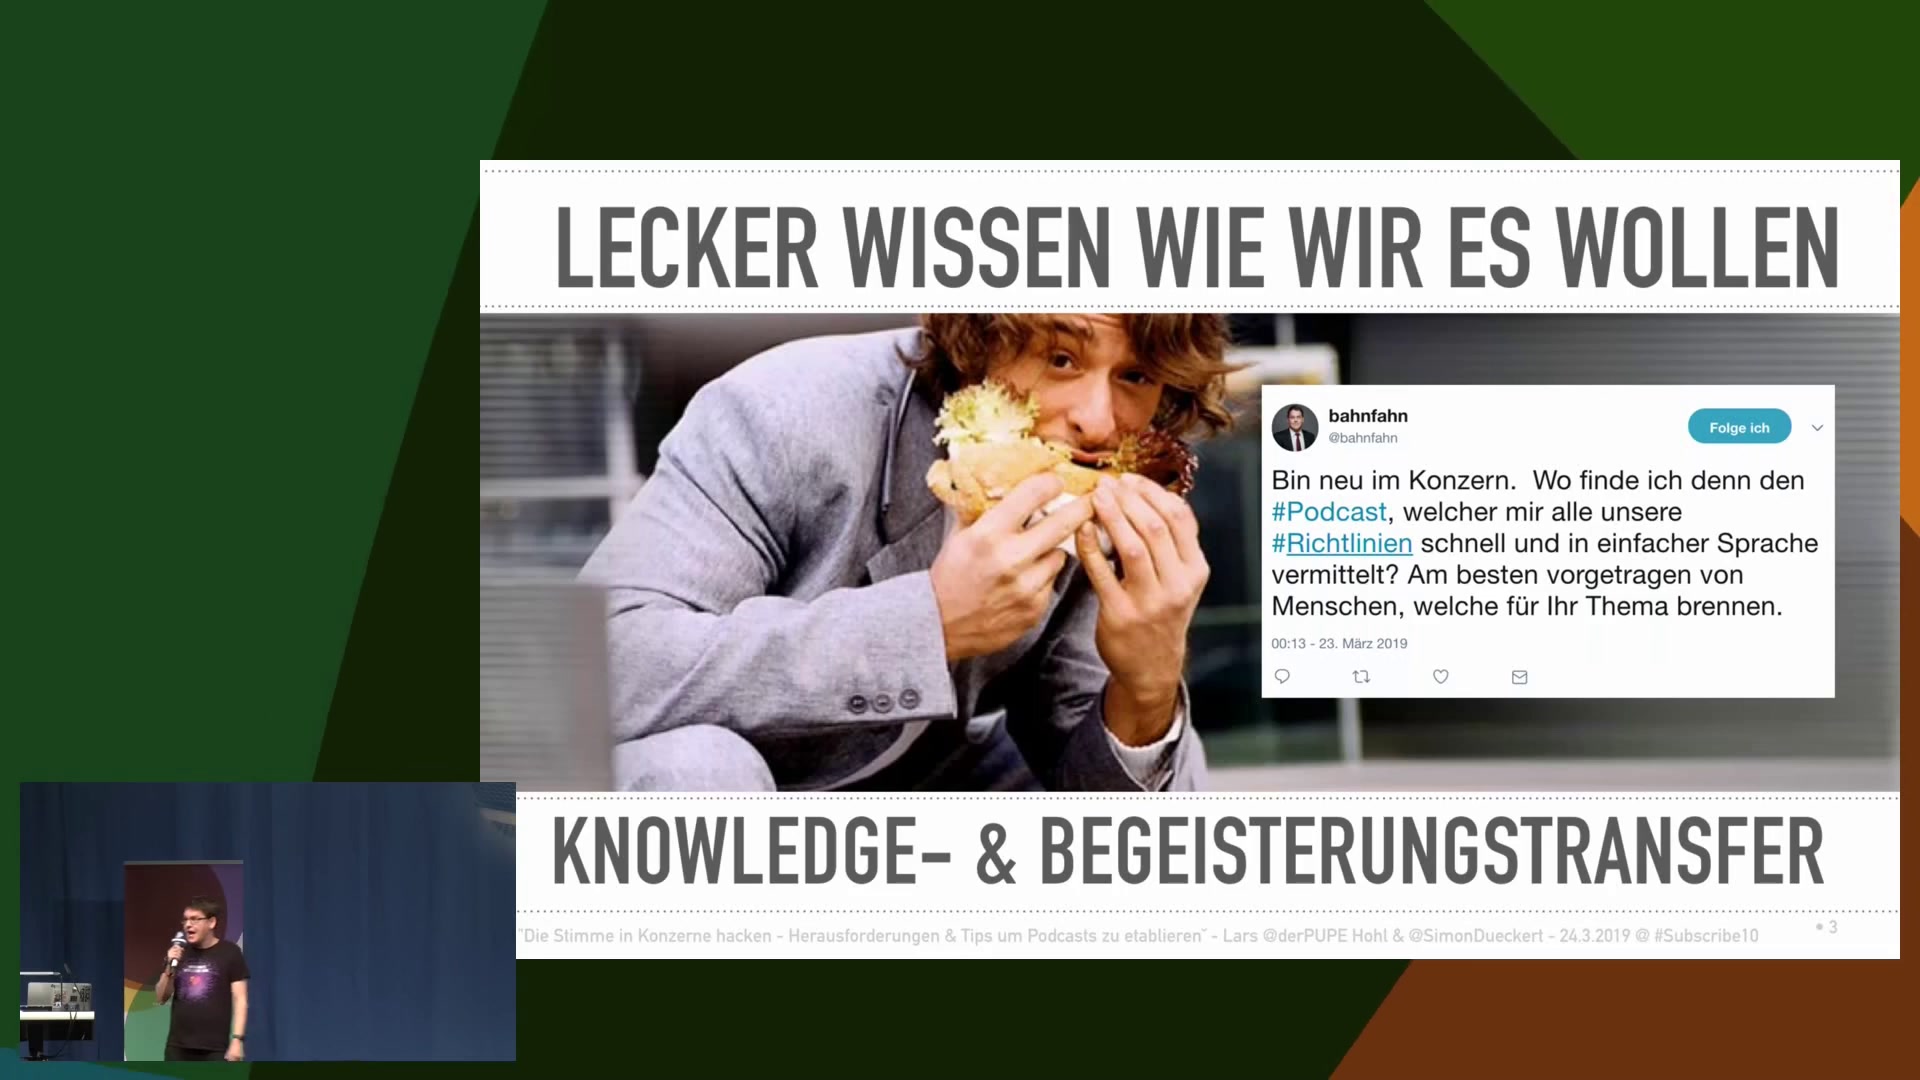 LECKER WISSEN WIE WIR ES WOLLEN
bahnfahn
@bahnfahn
Folge ich
Bin neu im Konzern. Wo finde ich denn den
#Podcast, welcher mir alle unsere
#Richtlinien schnell und in einfacher Sprache
vermittelt? Am besten vorgetragen von
Menschen, welche für Ihr Thema brennen.
00:13 - 23. März 2019
KNOWLEDGE- & BEGEISTERUNGSTRANSFER
"Die Stimme in Konzerne hacken - Herausforderungen & Tips um Podcasts zu etablieren" - Lars @derPUPE Hohl & @SimonDueckert - 24.3.2019 @ #Subscribe10
• 3